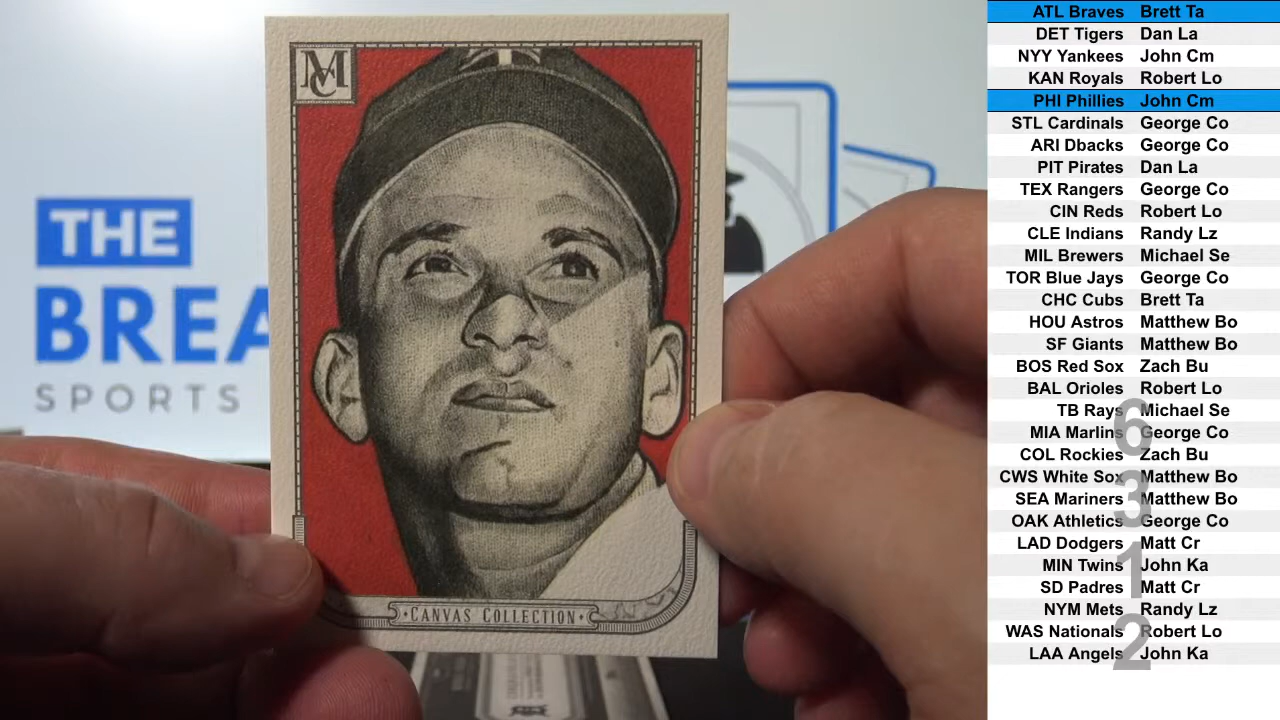 THE
BREA
SPORTS
MC
T
CANVAS COLLECTION
ATL Braves Brett Ta
DET Tigers Dan La
NYY Yankees John Cm
KAN Royals Robert Lo
PHI Phillies John Cm
STL Cardinals George Co
ARI Dbacks George Co
PIT Pirates Dan La
TEX Rangers George Co
CIN Reds Robert Lo
CLE Indians Randy Lz
MIL Brewers Michael Se
TOR Blue Jays George Co
CHC Cubs Brett Ta
HOU Astros Matthew Bo
SF Giants Matthew Bo
BOS Red Sox Zach Bu
BAL Orioles Robert Lo
TB Rays Michael Se
MIA Marlins George Co
COL Rockies Zach Bu
CWS White Sox Matthew Bo
SEA Mariners Matthew Bo
OAK Athletics George Co
LAD Dodgers Matt Cr
MIN Twins John Ka
SD Padres Matt Cr
NYM Mets Randy Lz
WAS Nationals Robert Lo
LAA Angels John Ka
6
3
1
2